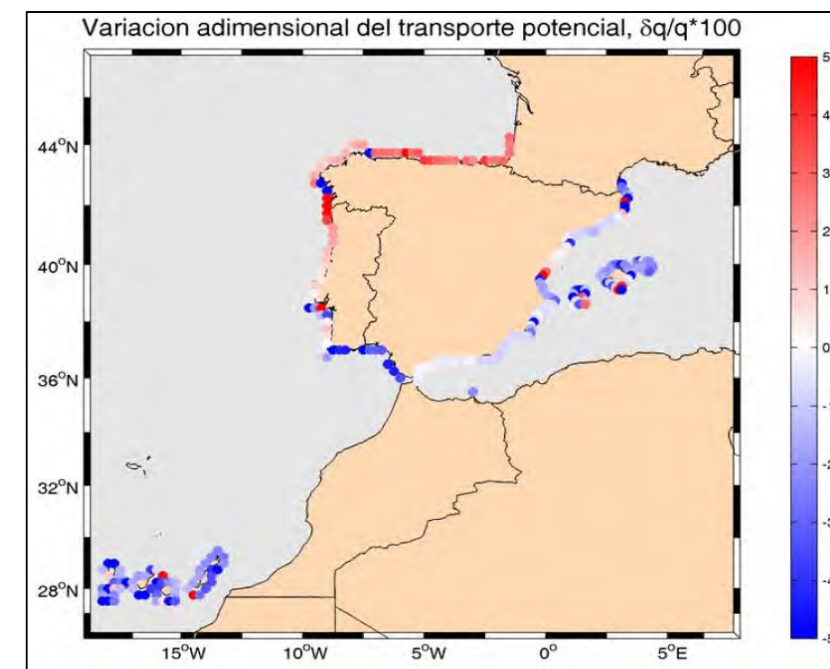 Variacion adimensional del transporte potencial, δq/q*100
44°N
40°N
36°N
32°N
28°N
15°W
10°W
5°W
0°
5°E
5
4
3
2
1
0
-1
-2
-3
-4
-5